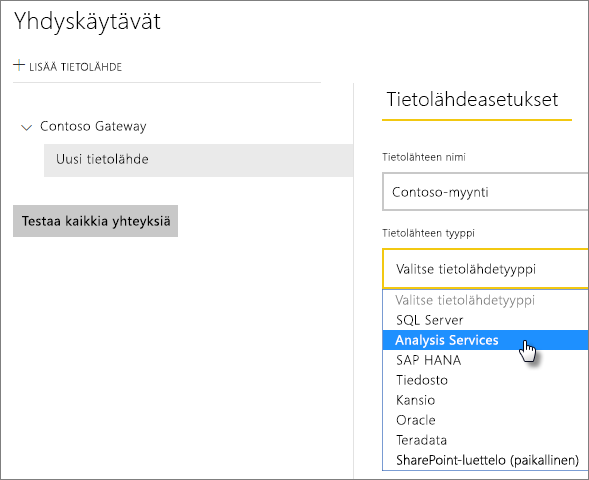 Yhdyskäytävät
LISÄÄ TIETOLÄHDE
Contoso Gateway
Uusi tietolähde
Testaa kaikkia yhteyksiä
Tietolähdeasetukset
Tietolähteen nimi
Contoso-myynti
Tietolähteen tyyppi
Valitse tietolähdetyyppi
Valitse tietolähdetyyppi
SQL Server
Analysis Services
SAP HANA
Tiedosto
Kansio
Oracle
Teradata
SharePoint-luettelo (paikallinen)